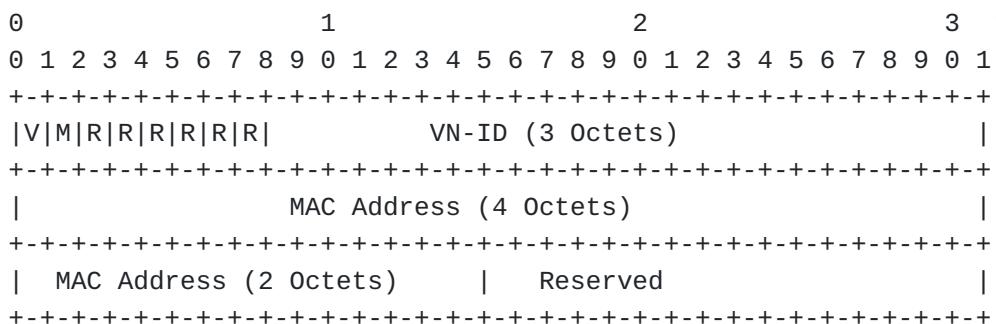 0                   1                   2                   3
0 1 2 3 4 5 6 7 8 9 0 1 2 3 4 5 6 7 8 9 0 1 2 3 4 5 6 7 8 9 0 1
+-+-+-+-+-+-+-+-+-+-+-+-+-+-+-+-+-+-+-+-+-+-+-+-+-+-+-+-+-+-+-+
|V|M|R|R|R|R|R|R|          VN-ID (3 Octets)                   |
+-+-+-+-+-+-+-+-+-+-+-+-+-+-+-+-+-+-+-+-+-+-+-+-+-+-+-+-+-+-+-+
|                 MAC Address (4 Octets)                      |
+-+-+-+-+-+-+-+-+-+-+-+-+-+-+-+-+-+-+-+-+-+-+-+-+-+-+-+-+-+-+-+
|  MAC Address (2 Octets)     |   Reserved                    |
+-+-+-+-+-+-+-+-+-+-+-+-+-+-+-+-+-+-+-+-+-+-+-+-+-+-+-+-+-+-+-+